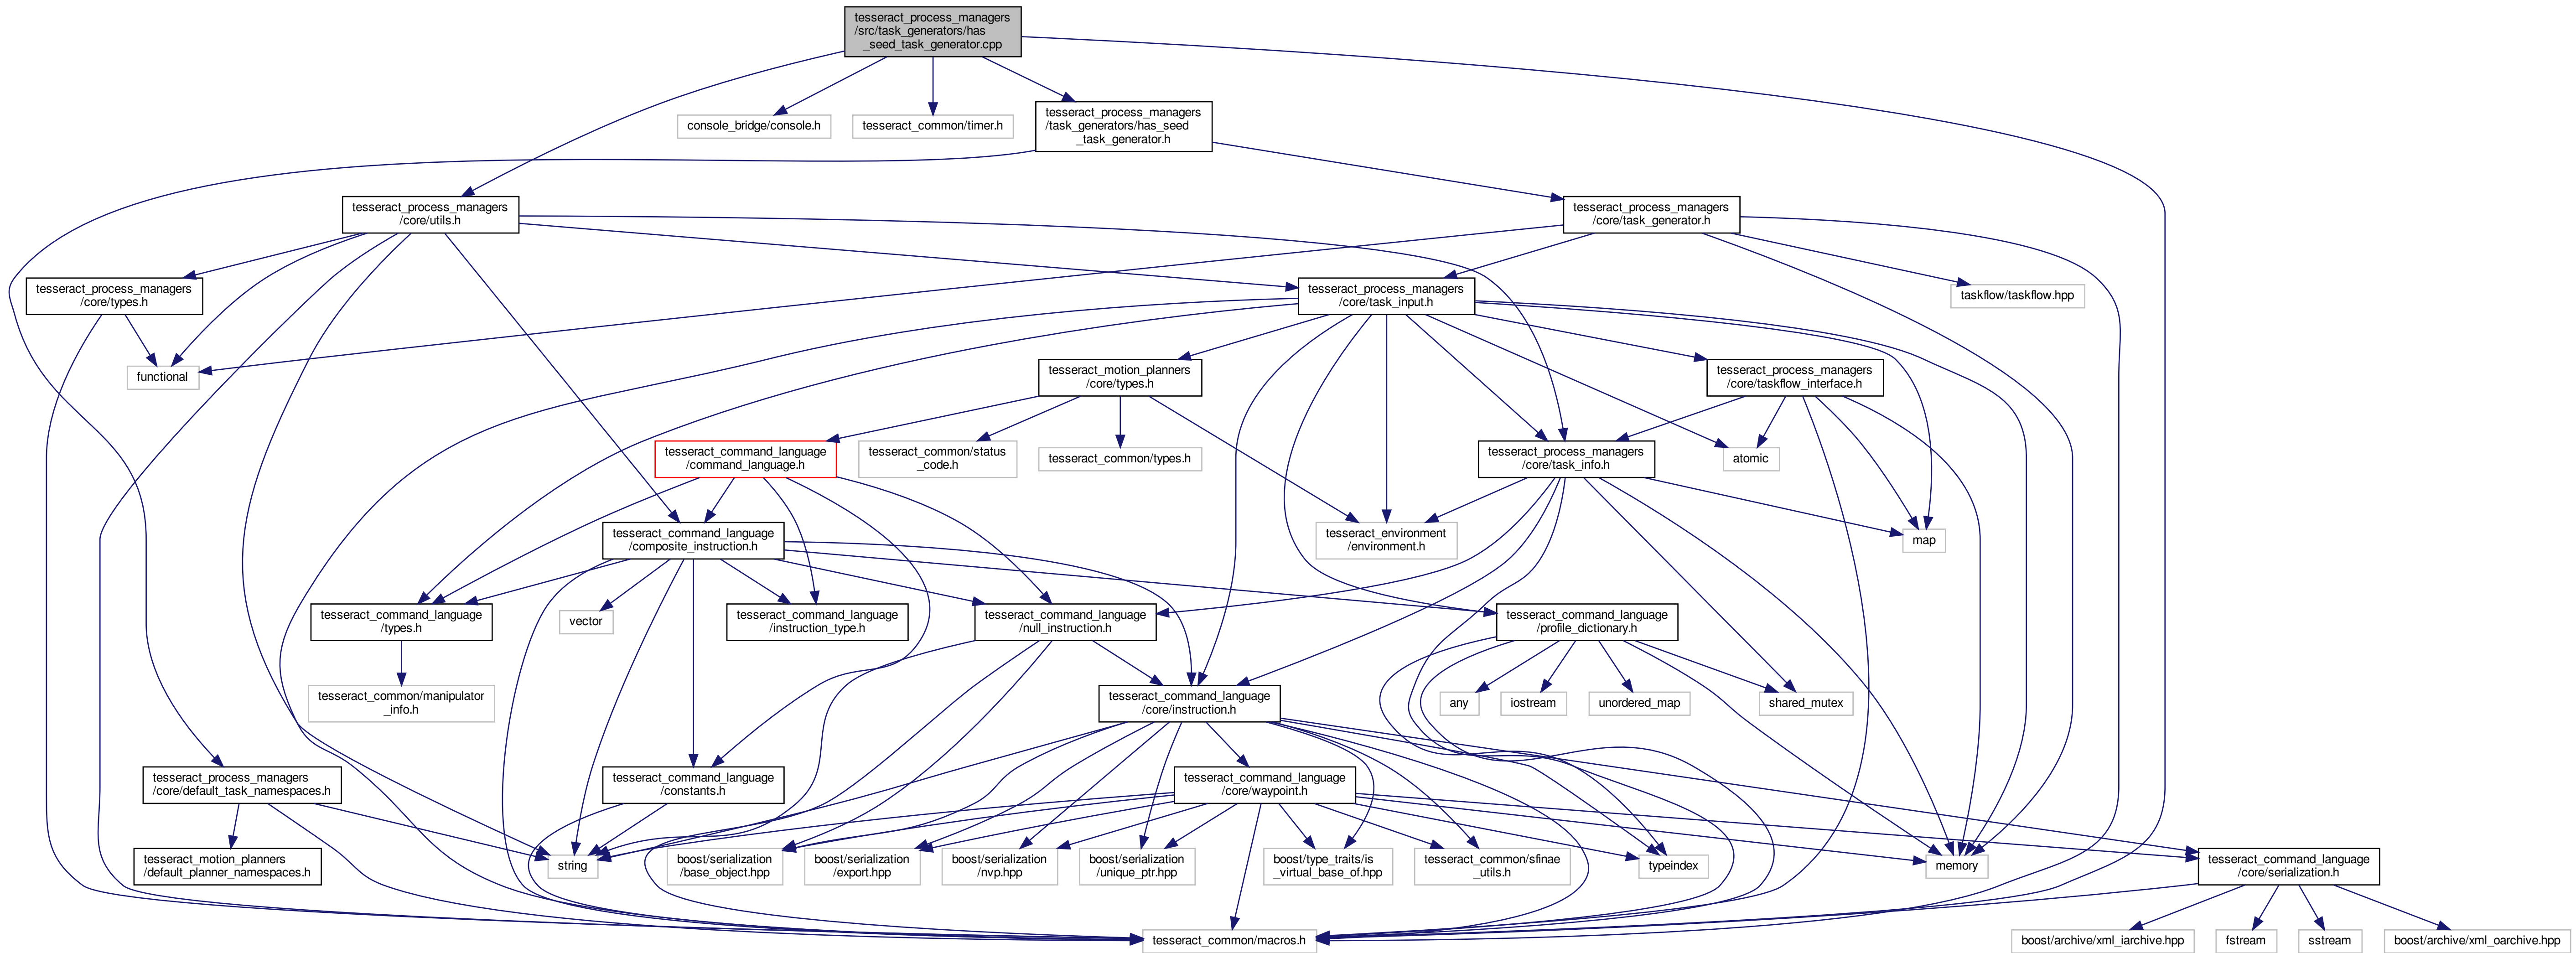 tesseract_process_managers
/src/task_generators/has
_seed_task_generator.cpp
console_bridge/console.h
tesseract_common/timer.h
tesseract_process_managers
/task_generators/has_seed
_task_generator.h
tesseract_process_managers
/core/utils.h
tesseract_process_managers
/core/task_generator.h
tesseract_process_managers
/core/types.h
tesseract_process_managers
/core/task_input.h
taskflow/taskflow.hpp
functional
tesseract_motion_planners
/core/types.h
tesseract_process_managers
/core/taskflow_interface.h
tesseract_command_language
/command_language.h
tesseract_common/status
_code.h
tesseract_common/types.h
tesseract_process_managers
/core/task_info.h
atomic
tesseract_command_language
/composite_instruction.h
tesseract_environment
/environment.h
map
tesseract_command_language
/types.h
vector
tesseract_command_language
/instruction_type.h
tesseract_command_language
/null_instruction.h
tesseract_command_language
/profile_dictionary.h
tesseract_common/manipulator
_info.h
tesseract_command_language
/core/instruction.h
any
iostream
unordered_map
shared_mutex
tesseract_process_managers
/core/default_task_namespaces.h
tesseract_command_language
/constants.h
tesseract_command_language
/core/waypoint.h
tesseract_motion_planners
/default_planner_namespaces.h
string
boost/serialization
/base_object.hpp
boost/serialization
/export.hpp
boost/serialization
/nvp.hpp
boost/serialization
/unique_ptr.hpp
boost/type_traits/is
_virtual_base_of.hpp
tesseract_common/sfinae
_utils.h
typeindex
memory
tesseract_command_language
/core/serialization.h
tesseract_common/macros.h
boost/archive/xml_iarchive.hpp
fstream
sstream
boost/archive/xml_oarchive.hpp